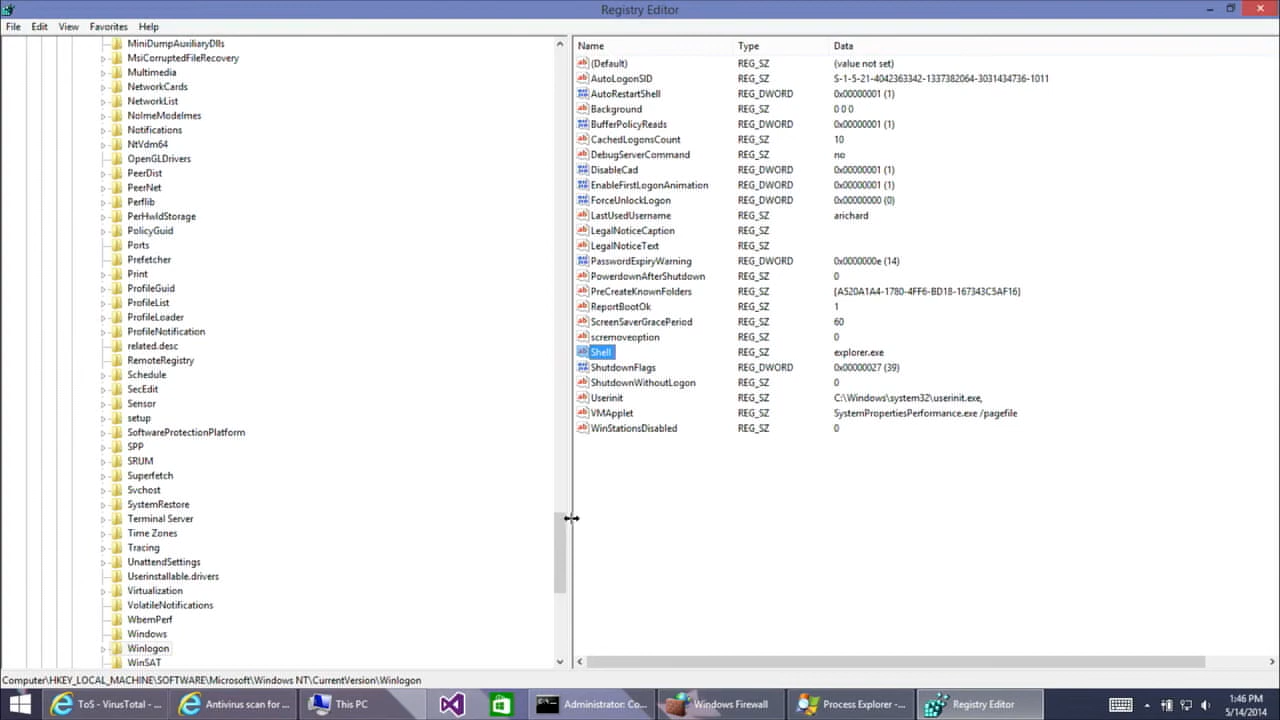 Registry Editor
File Edit View Favorites Help
MiniDumpAuxiliaryDlls
MsiCorruptedFileRecovery
Multimedia
NetworkCards
NetworkList
NoImeModeImes
Notifications
NtVdm64
OpenGLDrivers
PeerDist
PeerNet
Perflib
PerHwIdStorage
PolicyGuid
Ports
Prefetcher
Print
ProfileGuid
ProfileList
ProfileLoader
ProfileNotification
related.desc
RemoteRegistry
Schedule
SecEdit
Sensor
setup
SoftwareProtectionPlatform
SPP
SRUM
Superfetch
Svchost
SystemRestore
Terminal Server
Time Zones
Tracing
UnattendSettings
Userinstallable.drivers
Virtualization
VolatileNotifications
WbemPerf
Windows
Winlogon
WinSAT
Name Type Data
(Default) REG_SZ (value not set)
AutoLogonSID REG_SZ S-1-5-21-4042363342-1337382064-3031434736-1011
AutoRestartShell REG_DWORD 0x00000001 (1)
Background REG_SZ 0 0 0
BufferPolicyReads REG_DWORD 0x00000001 (1)
CachedLogonsCount REG_SZ 10
DebugServerCommand REG_SZ no
DisableCad REG_DWORD 0x00000001 (1)
EnableFirstLogonAnimation REG_DWORD 0x00000001 (1)
ForceUnlockLogon REG_DWORD 0x00000000 (0)
LastUsedUsername REG_SZ arichard
LegalNoticeCaption REG_SZ
LegalNoticeText REG_SZ
PasswordExpiryWarning REG_DWORD 0x0000000e (14)
PowerdownAfterShutdown REG_SZ 0
PreCreateKnownFolders REG_SZ {A520A1A4-1780-4FF6-BD18-167343C5AF16}
ReportBootOk REG_SZ 1
ScreenSaverGracePeriod REG_SZ 60
scremoveoption REG_SZ 0
Shell REG_SZ explorer.exe
ShutdownFlags REG_DWORD 0x00000027 (39)
ShutdownWithoutLogon REG_SZ 0
Userinit REG_SZ C:\Windows\system32\userinit.exe,
VMApplet REG_SZ SystemPropertiesPerformance.exe /pagefile
WinStationsDisabled REG_SZ 0
Computer\HKEY_LOCAL_MACHINE\SOFTWARE\Microsoft\Windows NT\CurrentVersion\Winlogon
ToS - VirusTotal - ... Antivirus scan for ... This PC Administrator: Co... Windows Firewall Process Explorer -... Registry Editor 1:46 PM
5/14/2014